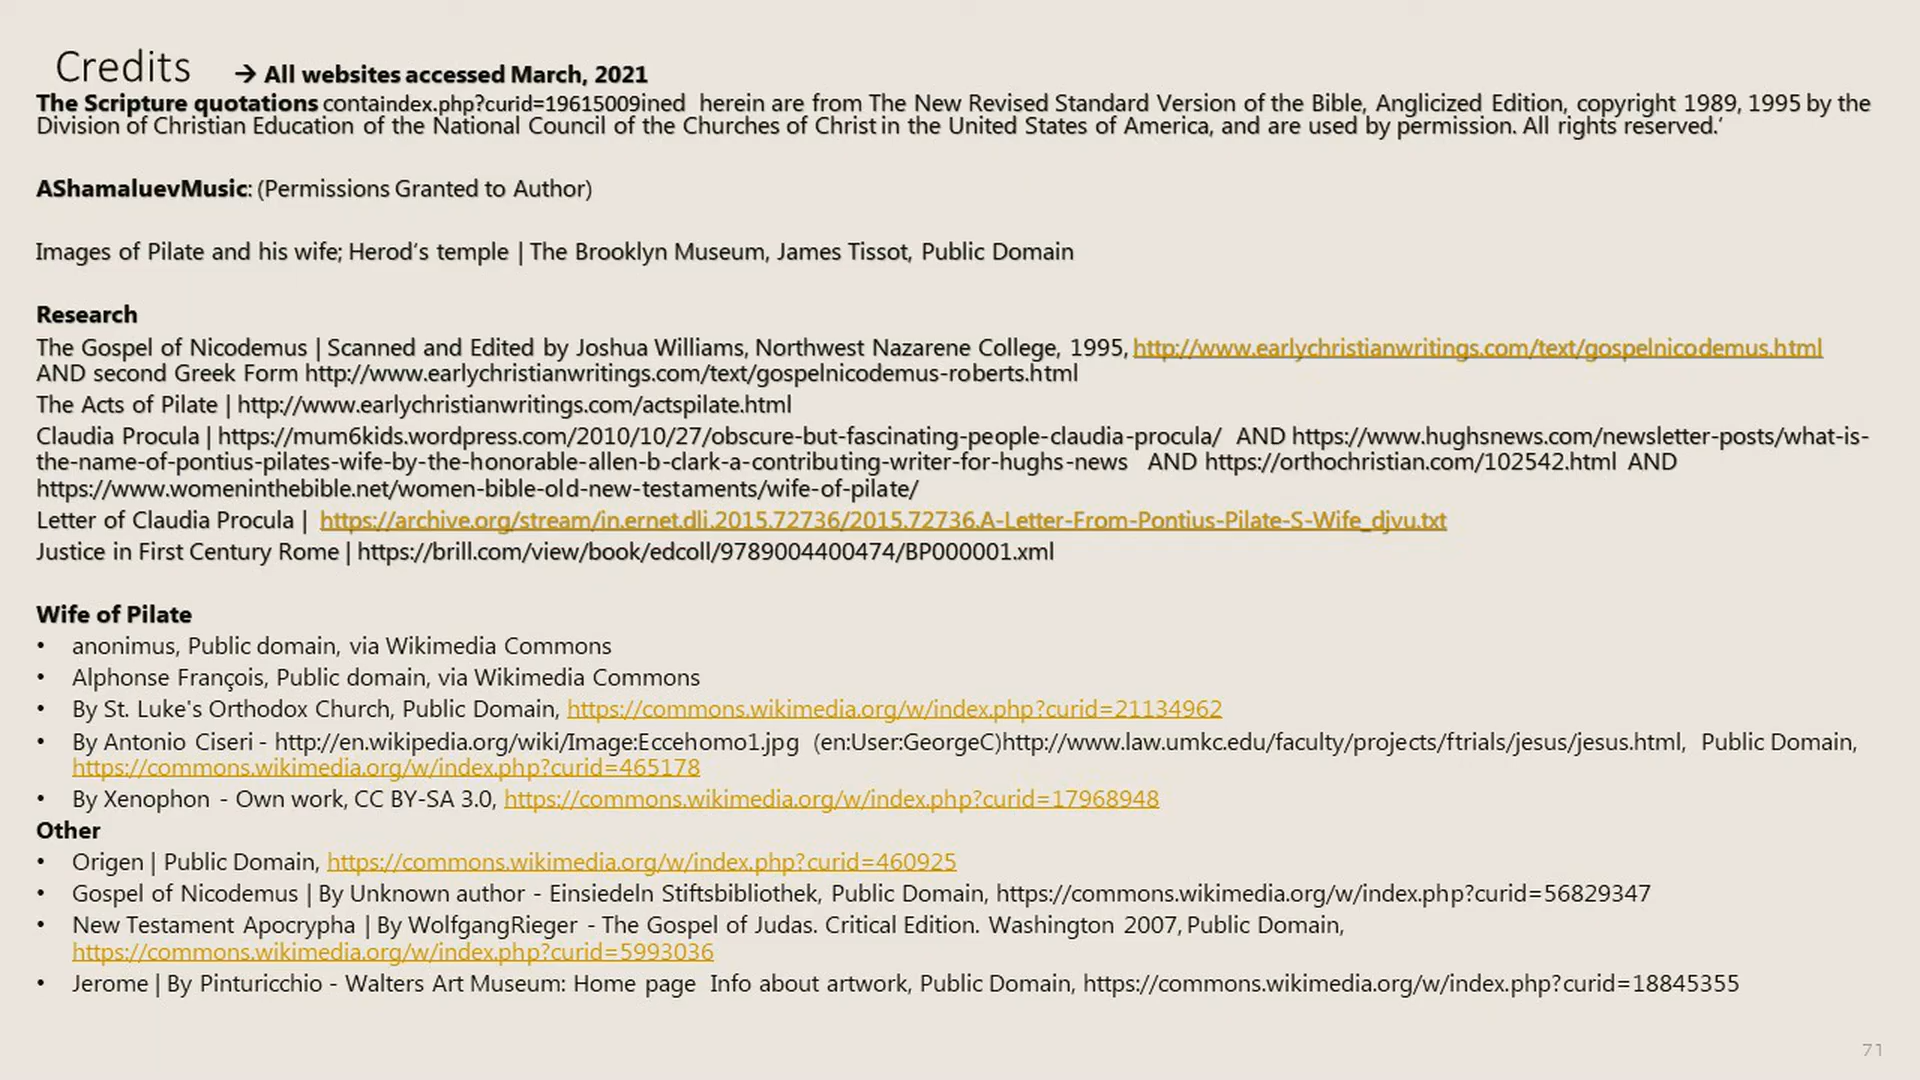 Credits → All websites accessed March, 2021
The Scripture quotations containdex.php?curid=19615009ined herein are from The New Revised Standard Version of the Bible, Anglicized Edition, copyright 1989, 1995 by the
Division of Christian Education of the National Council of the Churches of Christ in the United States of America, and are used by permission. All rights reserved.’
AShamaluevMusic: (Permissions Granted to Author)
Images of Pilate and his wife; Herod’s temple | The Brooklyn Museum, James Tissot, Public Domain
Research
The Gospel of Nicodemus | Scanned and Edited by Joshua Williams, Northwest Nazarene College, 1995, http://www.earlychristianwritings.com/text/gospelnicodemus.html
AND second Greek Form http://www.earlychristianwritings.com/text/gospelnicodemus-roberts.html
The Acts of Pilate | http://www.earlychristianwritings.com/actspilate.html
Claudia Procula | https://mum6kids.wordpress.com/2010/10/27/obscure-but-fascinating-people-claudia-procula/ AND https://www.hughsnews.com/newsletter-posts/what-is-
the-name-of-pontius-pilates-wife-by-the-honorable-allen-b-clark-a-contributing-writer-for-hughs-news AND https://orthochristian.com/102542.html AND
https://www.womeninthebible.net/women-bible-old-new-testaments/wife-of-pilate/
Letter of Claudia Procula | https://archive.org/stream/in.ernet.dli.2015.72736/2015.72736.A-Letter-From-Pontius-Pilate-S-Wife_djvu.txt
Justice in First Century Rome | https://brill.com/view/book/edcoll/9789004400474/BP000001.xml
Wife of Pilate
• anonimus, Public domain, via Wikimedia Commons
• Alphonse François, Public domain, via Wikimedia Commons
• By St. Luke's Orthodox Church, Public Domain, https://commons.wikimedia.org/w/index.php?curid=21134962
• By Antonio Ciseri - http://en.wikipedia.org/wiki/Image:Eccehomo1.jpg (en:User:GeorgeC)http://www.law.umkc.edu/faculty/projects/ftrials/jesus/jesus.html, Public Domain,
https://commons.wikimedia.org/w/index.php?curid=465178
• By Xenophon - Own work, CC BY-SA 3.0, https://commons.wikimedia.org/w/index.php?curid=17968948
Other
• Origen | Public Domain, https://commons.wikimedia.org/w/index.php?curid=460925
• Gospel of Nicodemus | By Unknown author - Einsiedeln Stiftsbibliothek, Public Domain, https://commons.wikimedia.org/w/index.php?curid=56829347
• New Testament Apocrypha | By WolfgangRieger - The Gospel of Judas. Critical Edition. Washington 2007, Public Domain,
https://commons.wikimedia.org/w/index.php?curid=5993036
• Jerome | By Pinturicchio - Walters Art Museum: Home page Info about artwork, Public Domain, https://commons.wikimedia.org/w/index.php?curid=18845355
71